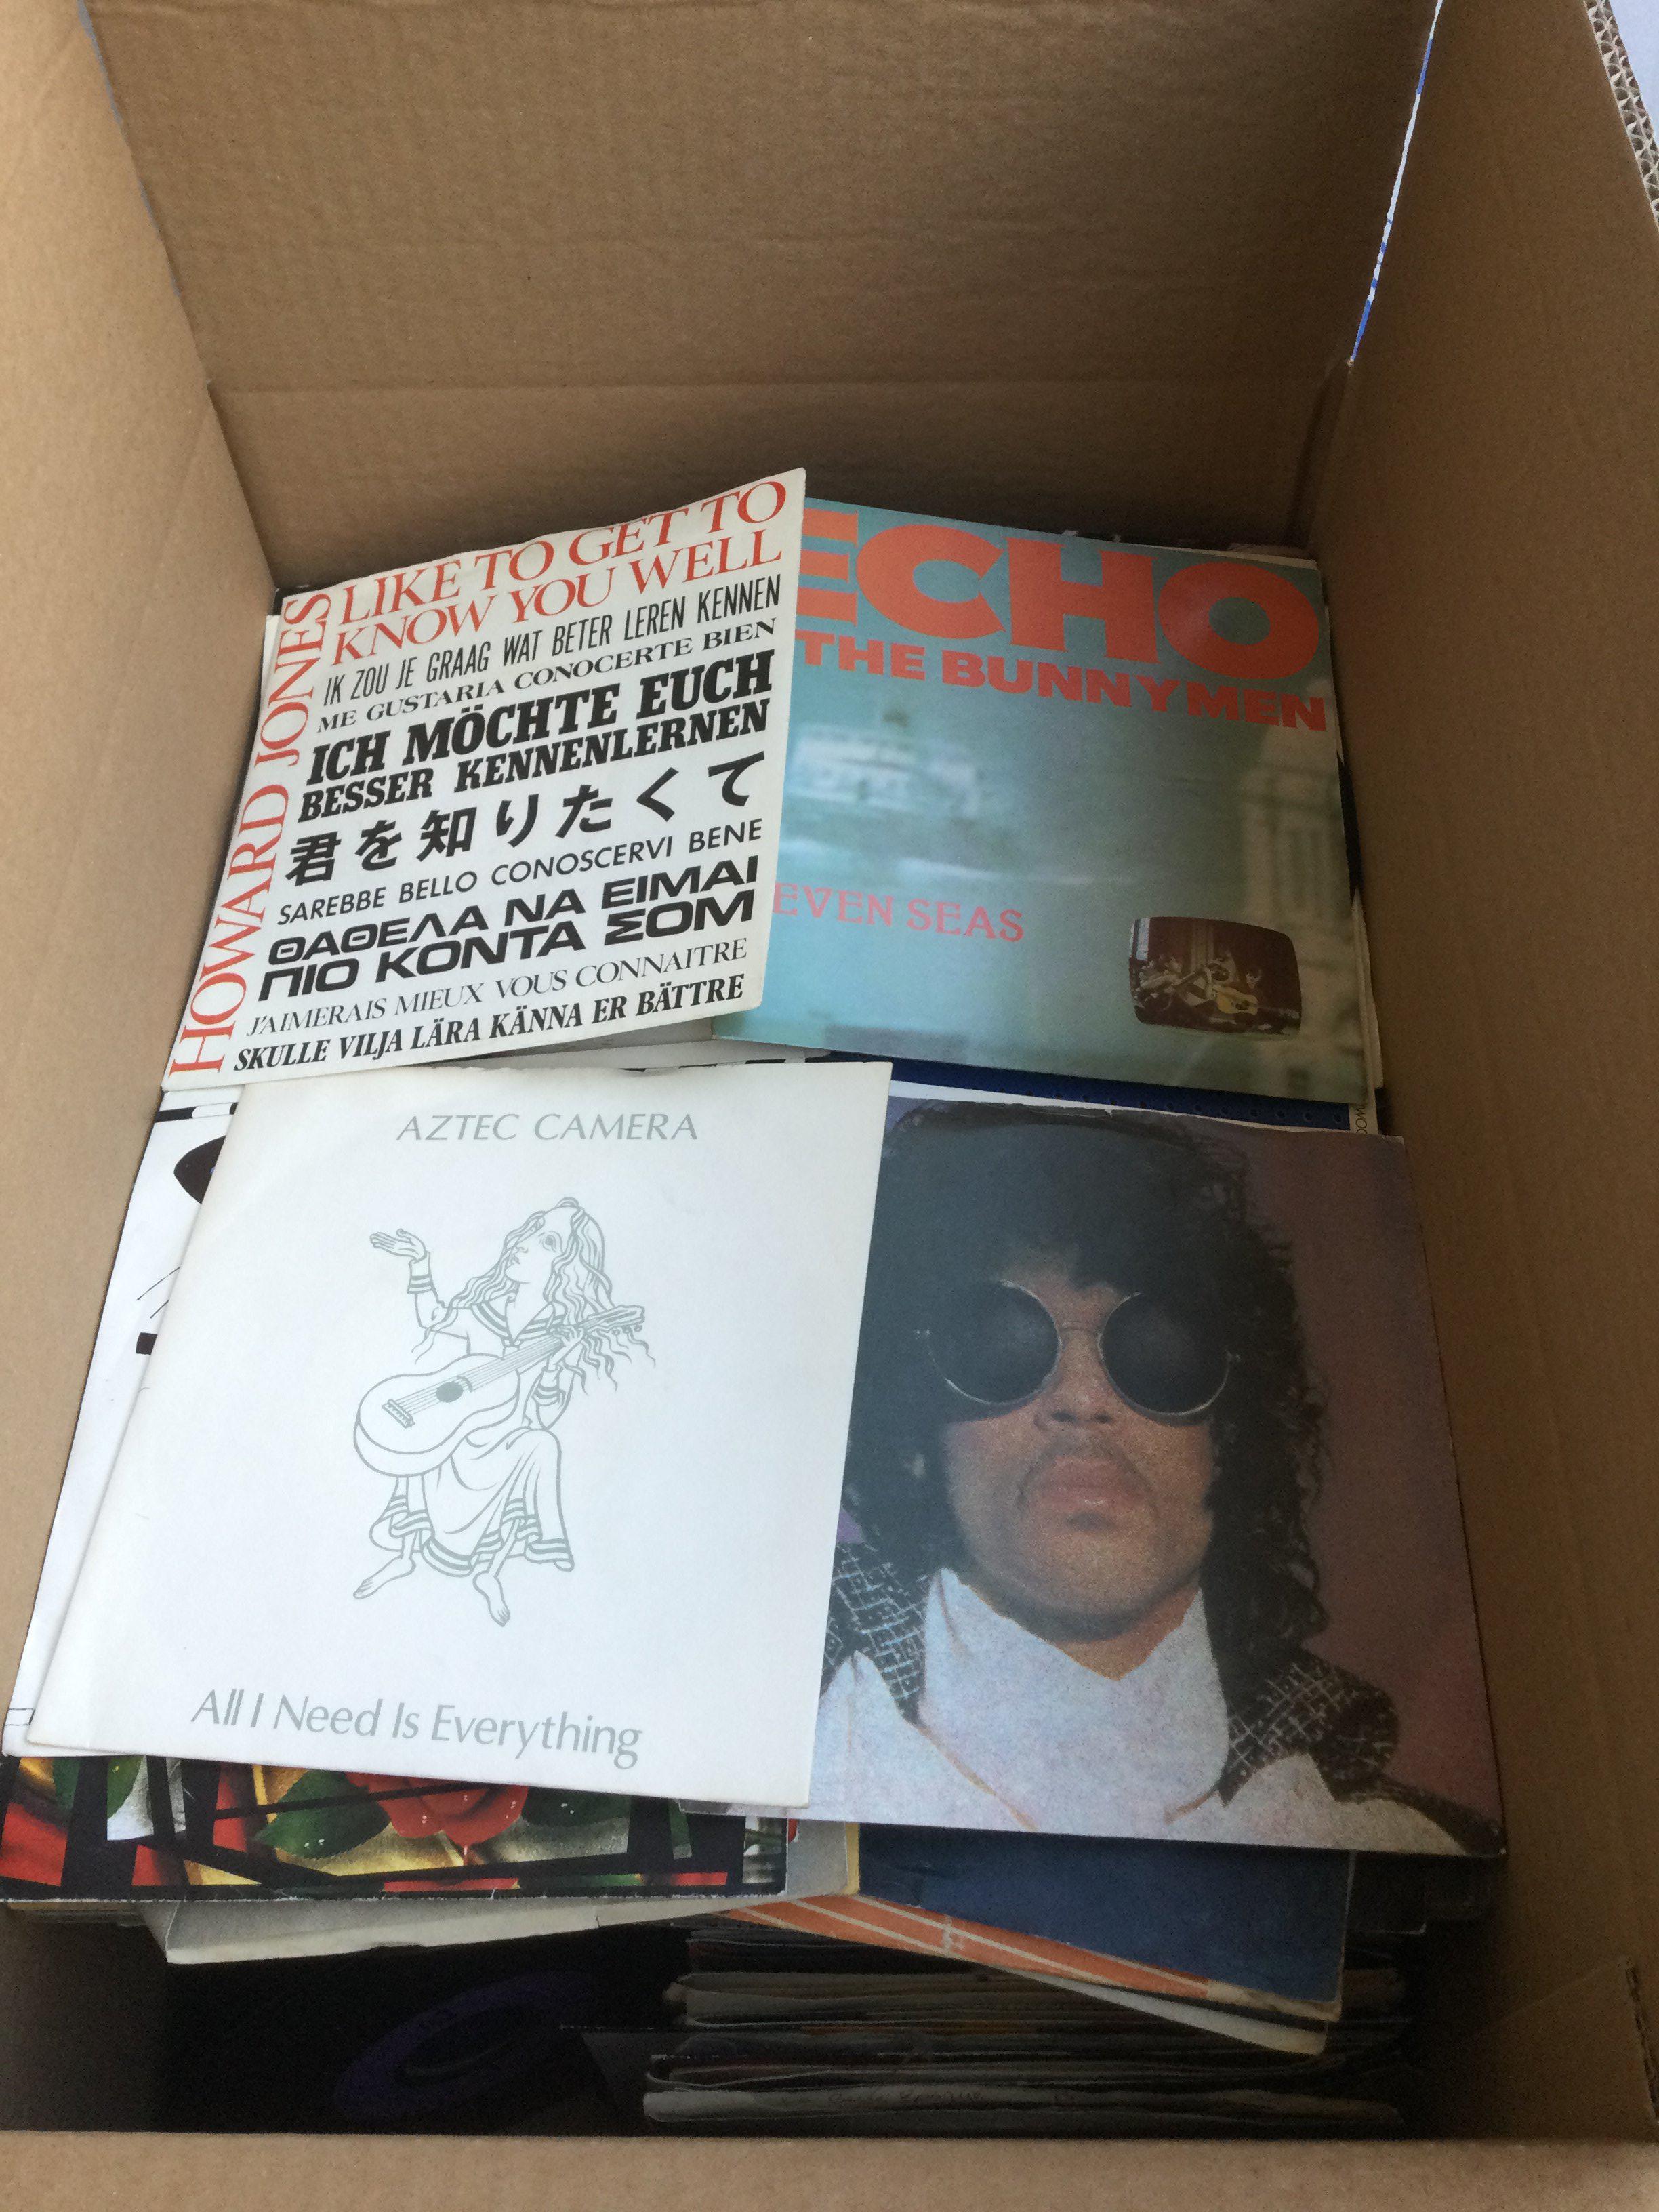 HOWARD JONES
LIKE TO GET TO
KNOW YOU WELL
IK ZOU JE GRAAG WAT BETER LEREN KENNEN
ME GUSTARIA CONOCERTE BIEN
ICH MÖCHTE EUCH
BESSER KENNENLERNEN
君を知りたくて
SAREBBE BELLO CONOSCERVI BENE
ΘΑΘΕΛΑ ΝΑ ΕΙΜΑΙ
ΠΙΟ ΚΟΝΤΑ ΣΟΜ
J'AIMERAIS MIEUX VOUS CONNAITRE
SKULLE VILJA LÄRA KÄNNA ER BÄTTRE
ECHO
THE BUNNYMEN
EVEN SEAS
AZTEC CAMERA
All I Need Is Everything